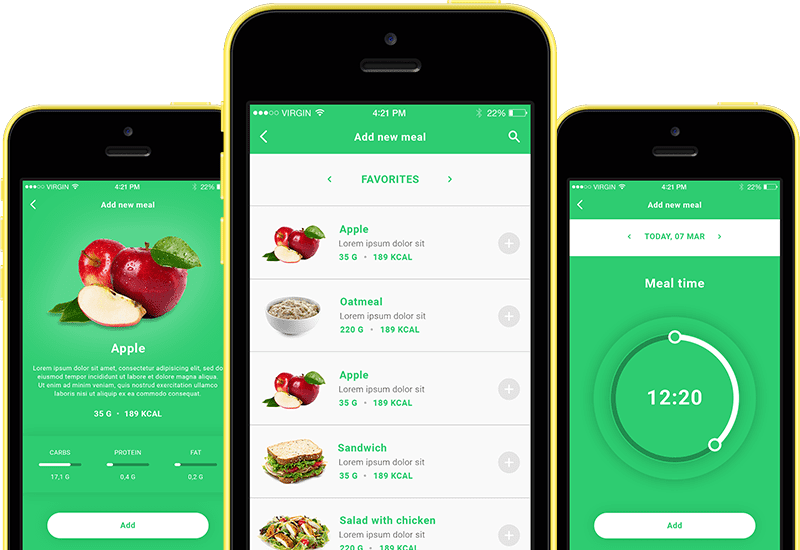 VIRGIN 4:21 PM 22%
Add new meal
Apple
Lorem ipsum dolor sit amet, consectetur adipisicing elit, sed do
eiusmod tempor incididunt ut labore et dolore magna aliqua.
Ut enim ad minim veniam, quis nostrud exercitation ullamco
laboris nisi ut aliquip ex ea commodo consequat.
35 G • 189 KCAL
CARBS PROTEIN FAT
17,1 G 0,4 G 0,2 G
Add
VIRGIN 4:21 PM 22%
Add new meal
FAVORITES
Apple
Lorem ipsum dolor sit
35 G • 189 KCAL
Oatmeal
Lorem ipsum dolor sit
220 G • 189 KCAL
Apple
Lorem ipsum dolor sit
35 G • 189 KCAL
Sandwich
Lorem ipsum dolor sit
35 G • 189 KCAL
Salad with chicken
Lorem ipsum dolor sit
220 G • 189 KCAL
VIRGIN 4:21 PM 22%
Add new meal
TODAY, 07 MAR
Meal time
12:20
Add